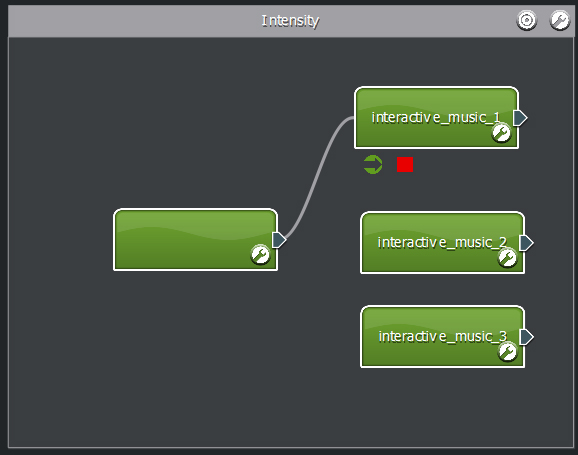 Intensity
interactive_music_1
interactive_music_2
interactive_music_3